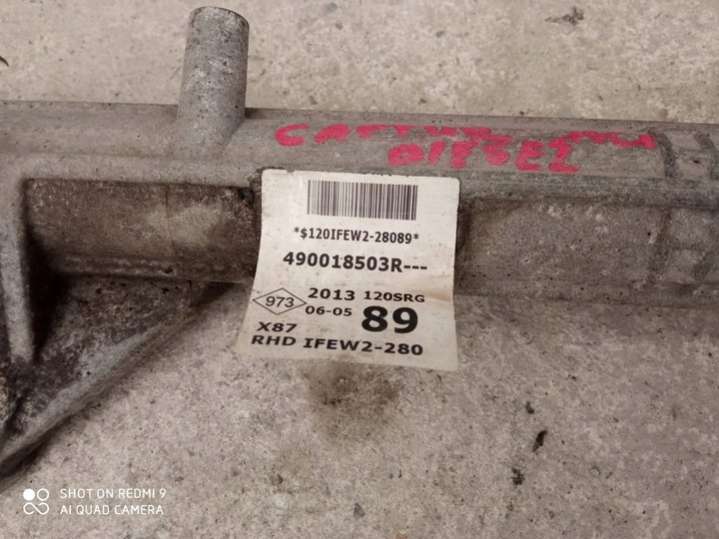 DIESEL
*$120IFEW2-28089*
490018503R---
973 2013 120SRG
06-05 89
X87
RHD IFEW2-280
SHOT ON REDMI 9
AI QUAD CAMERA